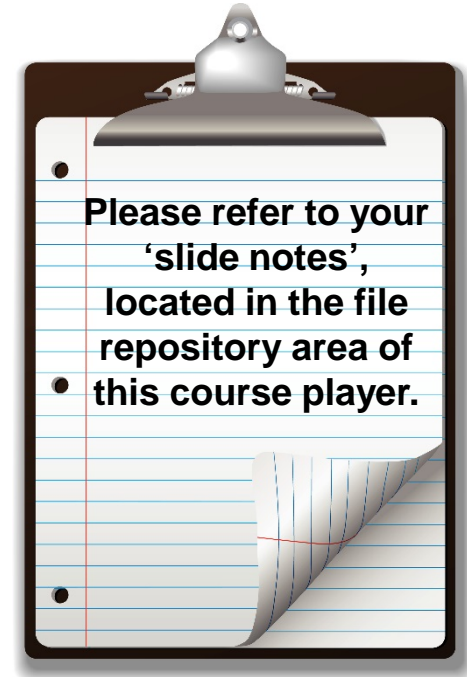 Please refer to your
‘slide notes’,
located in the file
repository area of
this course player.